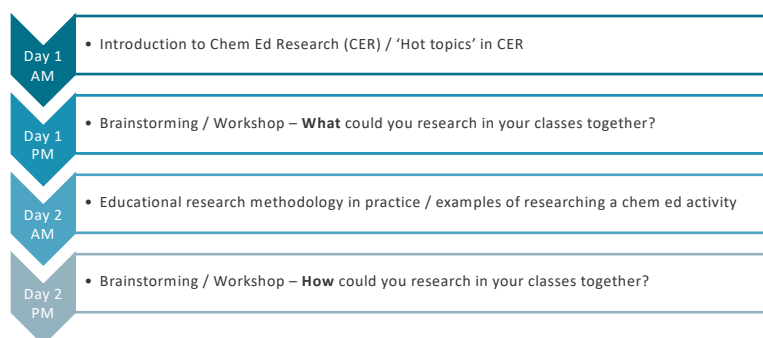 Day 1
AM
• Introduction to Chem Ed Research (CER) / ‘Hot topics’ in CER
Day 1
PM
• Brainstorming / Workshop – What could you research in your classes together?
Day 2
AM
• Educational research methodology in practice / examples of researching a chem ed activity
Day 2
PM
• Brainstorming / Workshop – How could you research in your classes together?